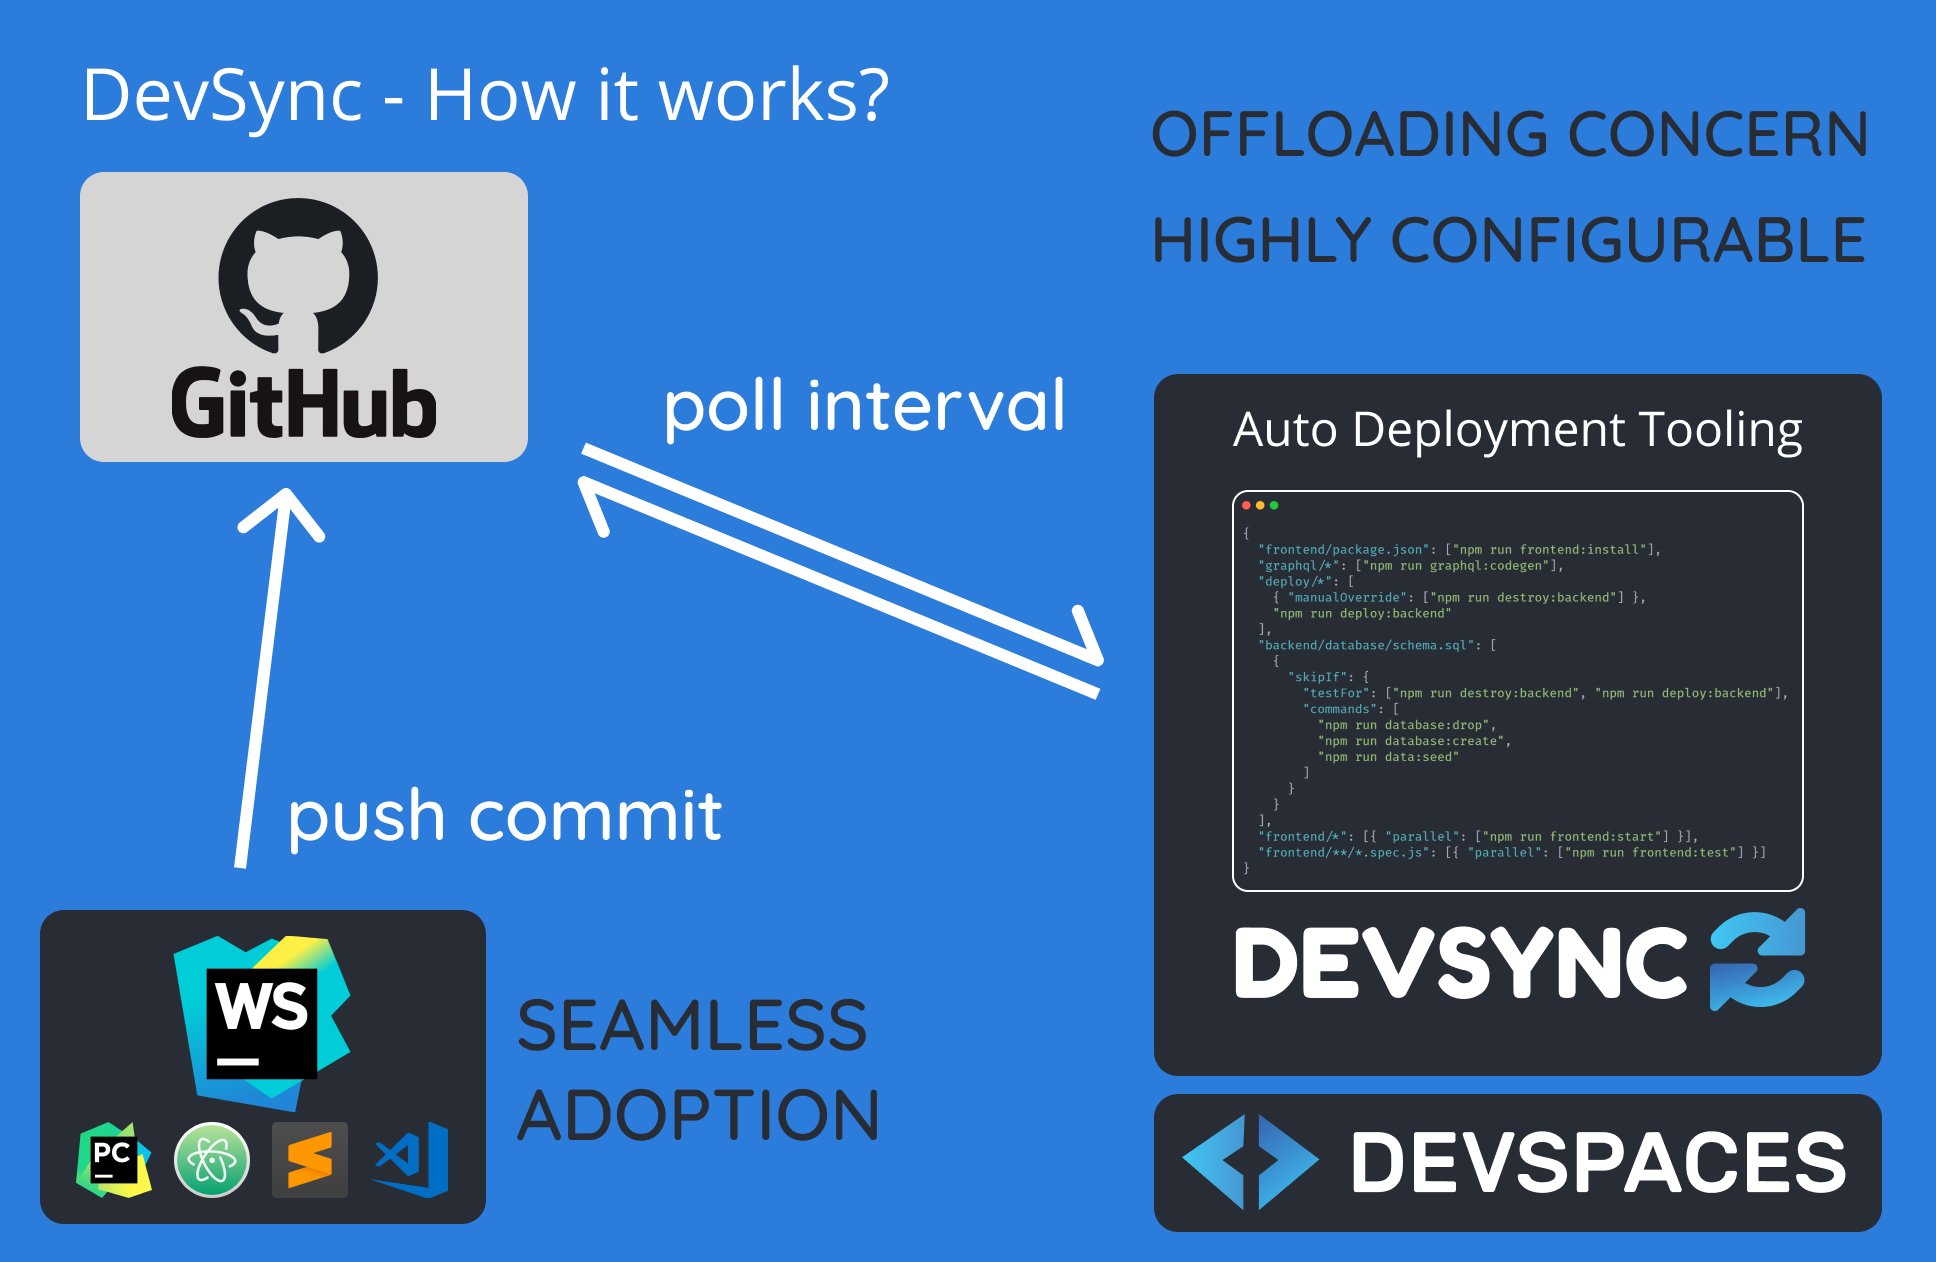 DevSync - How it works?
OFFLOADING CONCERN
HIGHLY CONFIGURABLE
GitHub
poll interval
push commit
Auto Deployment Tooling
{
  "frontend/package.json": ["npm run frontend:install"],
  "graphql/*": ["npm run graphql:codegen"],
  "deploy/*": [
    { "manualOverride": ["npm run destroy:backend"] },
    "npm run deploy:backend"
  ],
  "backend/database/schema.sql": [
    {
      "skipIf": {
        "testFor": ["npm run destroy:backend", "npm run deploy:backend"],
        "commands": [
          "npm run database:drop",
          "npm run database:create",
          "npm run data:seed"
        ]
      }
    }
  ],
  "frontend/*": [{ "parallel": ["npm run frontend:start"] }],
  "frontend/**/*.spec.js": [{ "parallel": ["npm run frontend:test"] }]
}
DEVSYNC
WS
PC
SEAMLESS
ADOPTION
DEVSPACES